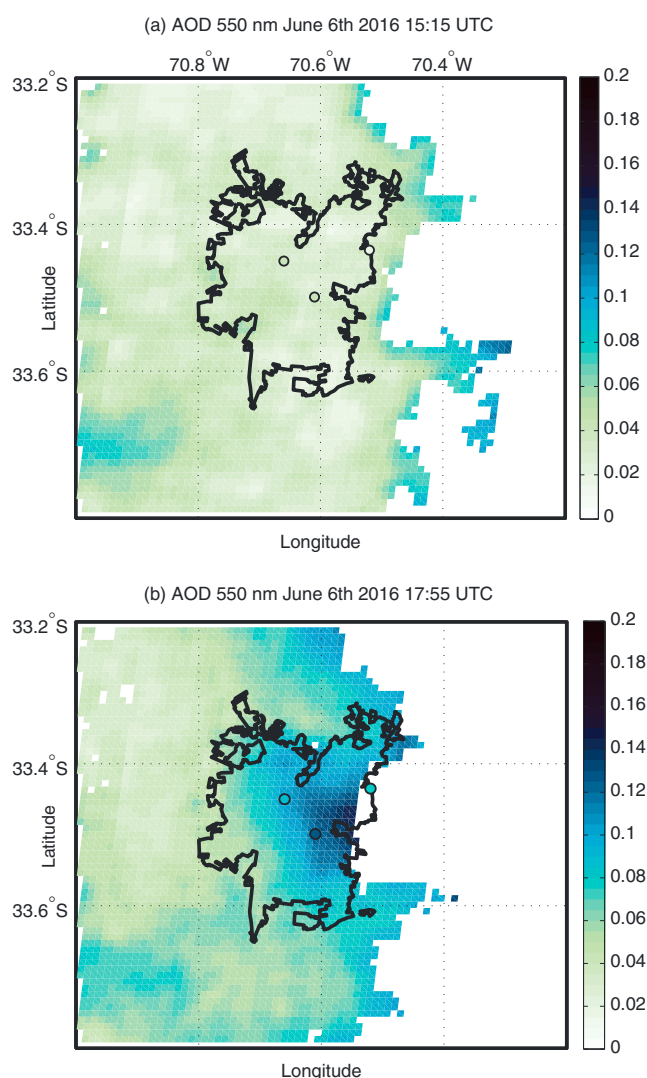 (a) AOD 550 nm June 6th 2016 15:15 UTC
70.8°W 70.6°W 70.4°W
33.2°S
33.4°S
33.6°S
Latitude
Longitude
0.2
0.18
0.16
0.14
0.12
0.1
0.08
0.06
0.04
0.02
0
(b) AOD 550 nm June 6th 2016 17:55 UTC
33.2°S
33.4°S
33.6°S
Latitude
Longitude
0.2
0.18
0.16
0.14
0.12
0.1
0.08
0.06
0.04
0.02
0